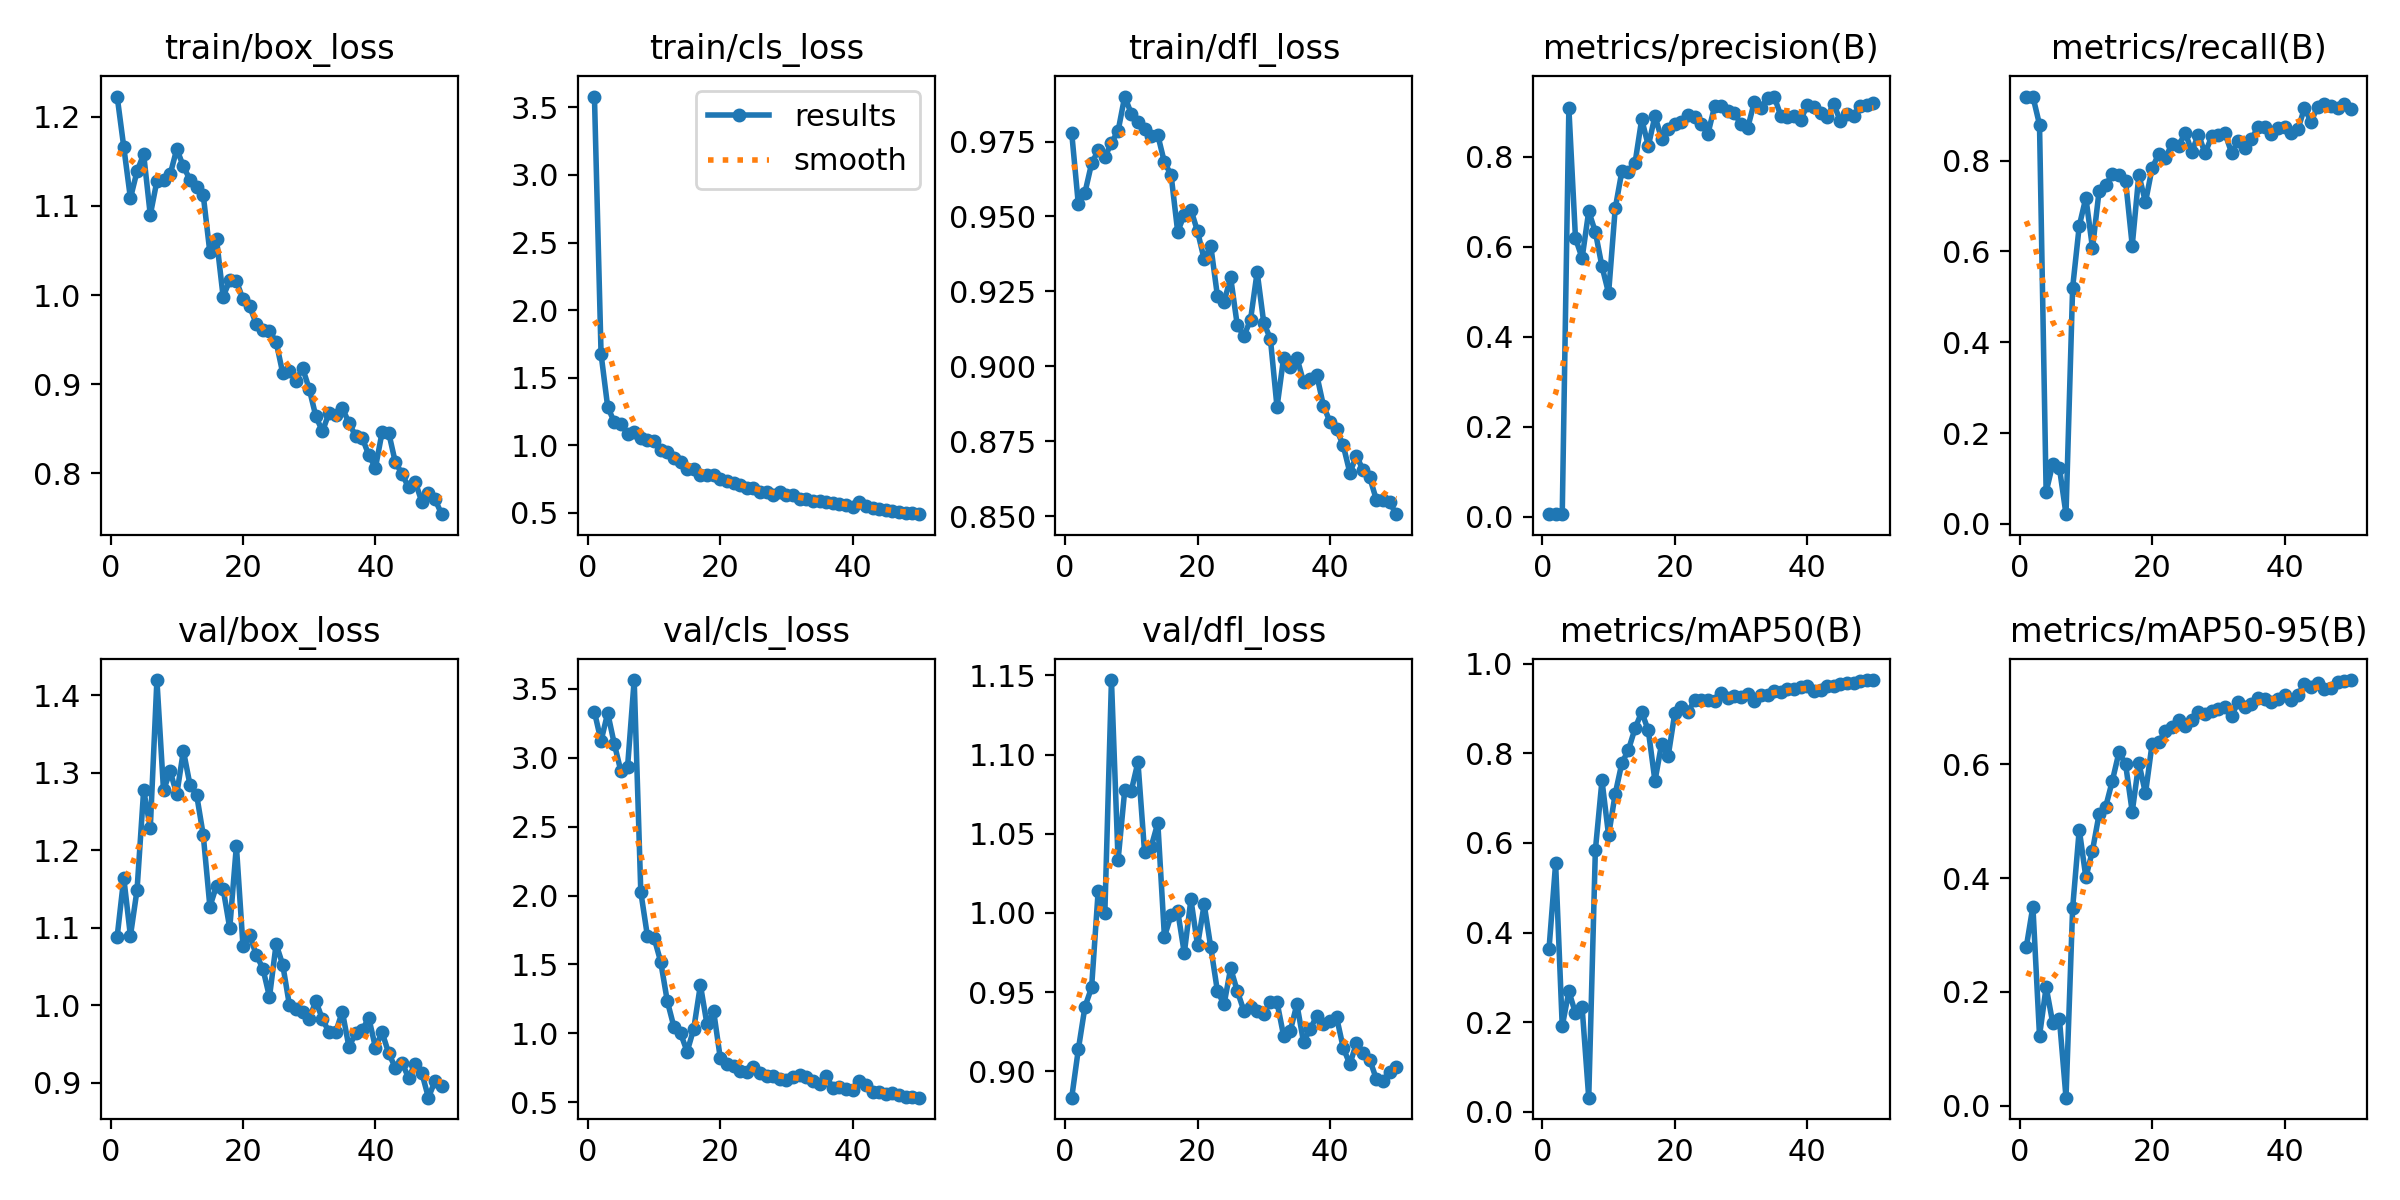 train/box_loss
train/cls_loss
train/dfl_loss
metrics/precision(B)
metrics/recall(B)
1.2
1.1
1.0
0.9
0.8
0 20 40
results
smooth
3.5
3.0
2.5
2.0
1.5
1.0
0.5
0 20 40
0.975
0.950
0.925
0.900
0.875
0.850
0 20 40
0.8
0.6
0.4
0.2
0.0
0 20 40
0.8
0.6
0.4
0.2
0.0
0 20 40
val/box_loss
val/cls_loss
val/dfl_loss
metrics/mAP50(B)
metrics/mAP50-95(B)
1.4
1.3
1.2
1.1
1.0
0.9
0 20 40
3.5
3.0
2.5
2.0
1.5
1.0
0.5
0 20 40
1.15
1.10
1.05
1.00
0.95
0.90
0 20 40
1.0
0.8
0.6
0.4
0.2
0.0
0 20 40
0.6
0.4
0.2
0.0
0 20 40